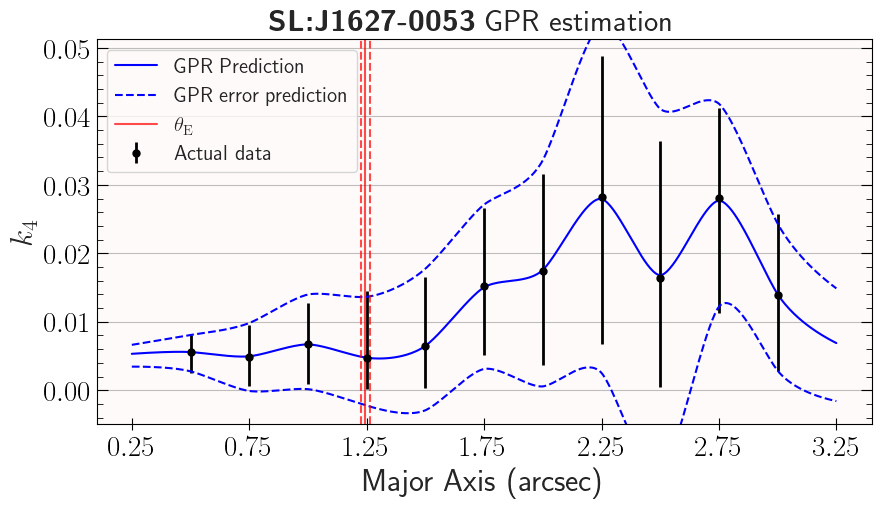 SL:J1627-0053 GPR estimation
0.05
0.04
0.03
0.02
0.01
0.00
k4
GPR Prediction
GPR error prediction
θE
Actual data
0.25 0.75 1.25 1.75 2.25 2.75 3.25
Major Axis (arcsec)